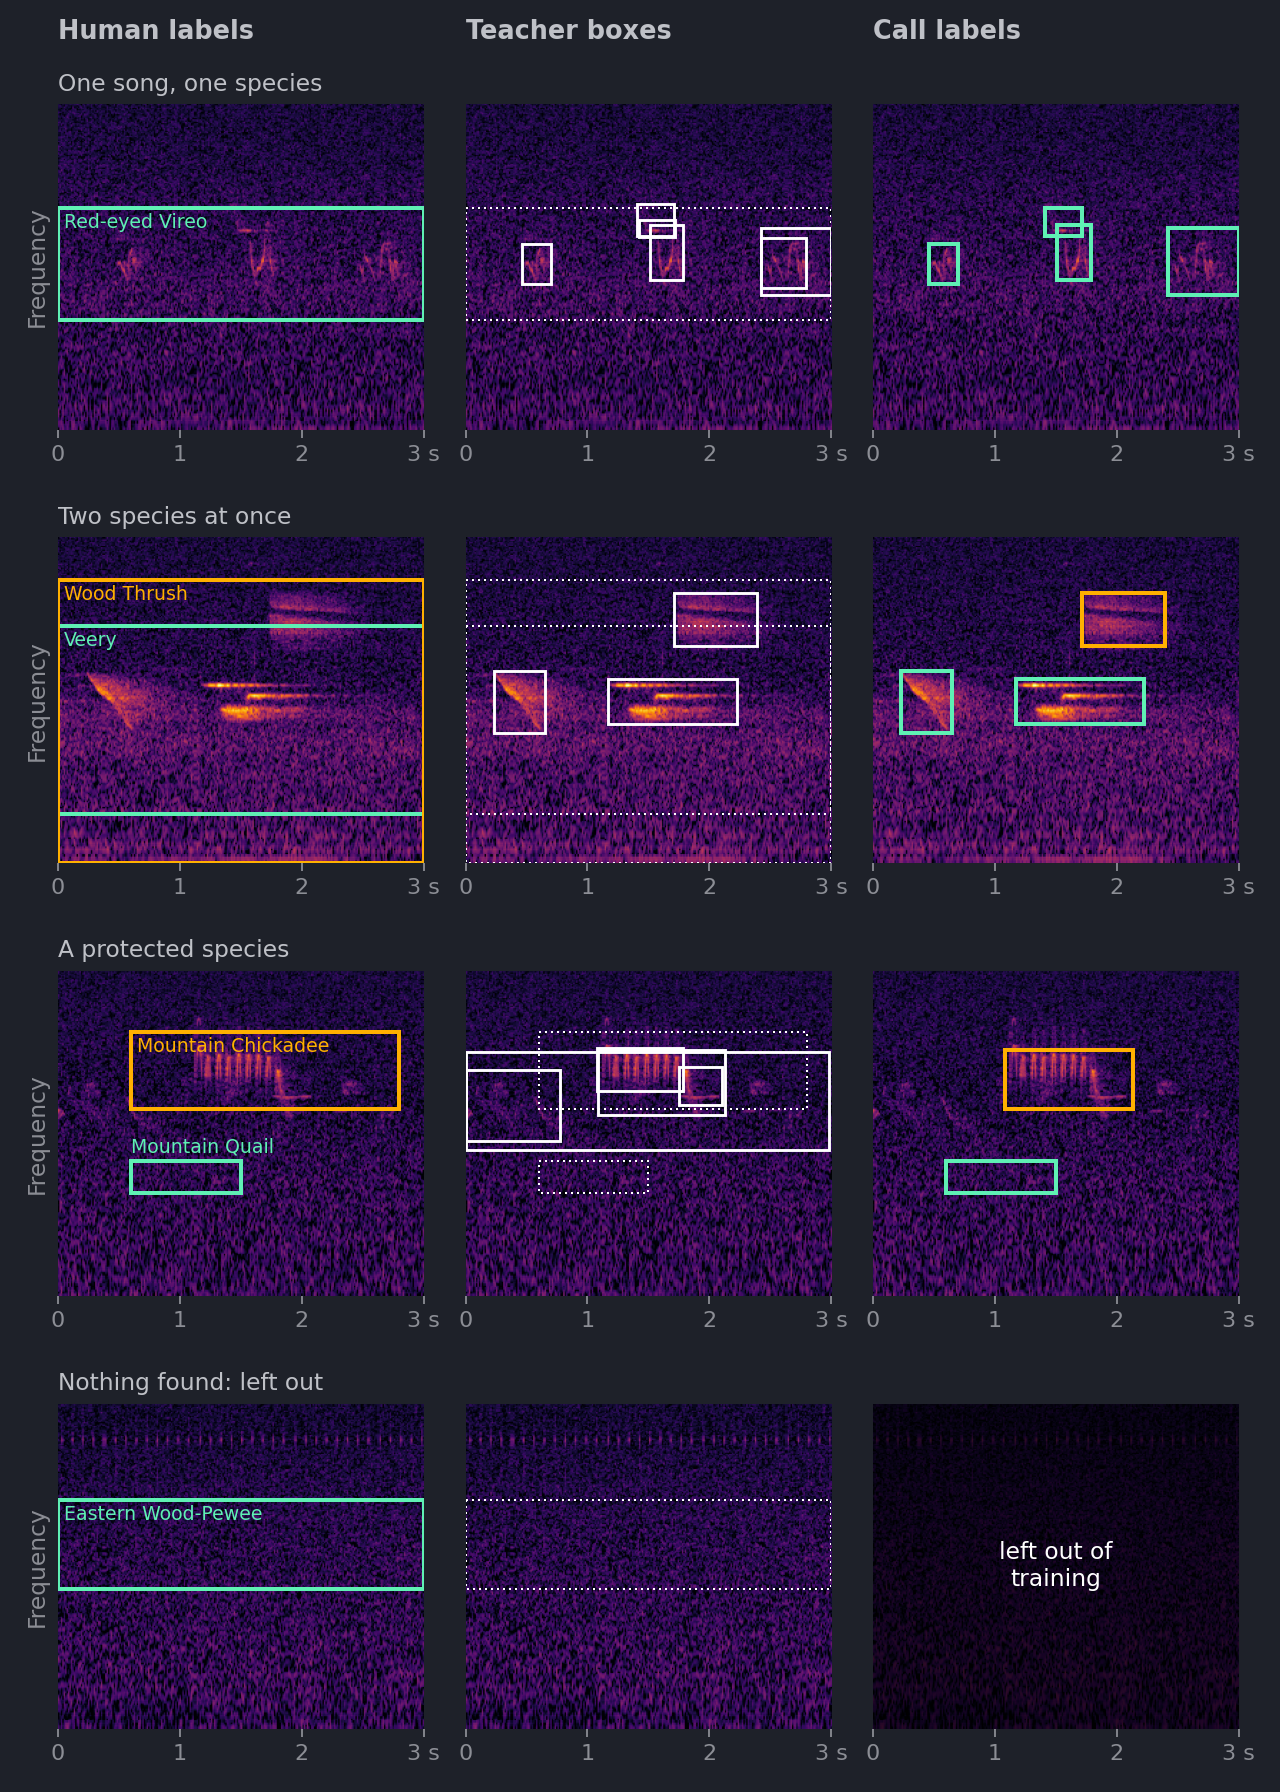 Human labels
Teacher boxes
Call labels
One song, one species
Frequency
Red-eyed Vireo
0 1 2 3 s
0 1 2 3 s
0 1 2 3 s
Two species at once
Frequency
Wood Thrush
Veery
0 1 2 3 s
0 1 2 3 s
0 1 2 3 s
A protected species
Frequency
Mountain Chickadee
Mountain Quail
0 1 2 3 s
0 1 2 3 s
0 1 2 3 s
Nothing found: left out
Frequency
Eastern Wood-Pewee
left out of
training
0 1 2 3 s
0 1 2 3 s
0 1 2 3 s